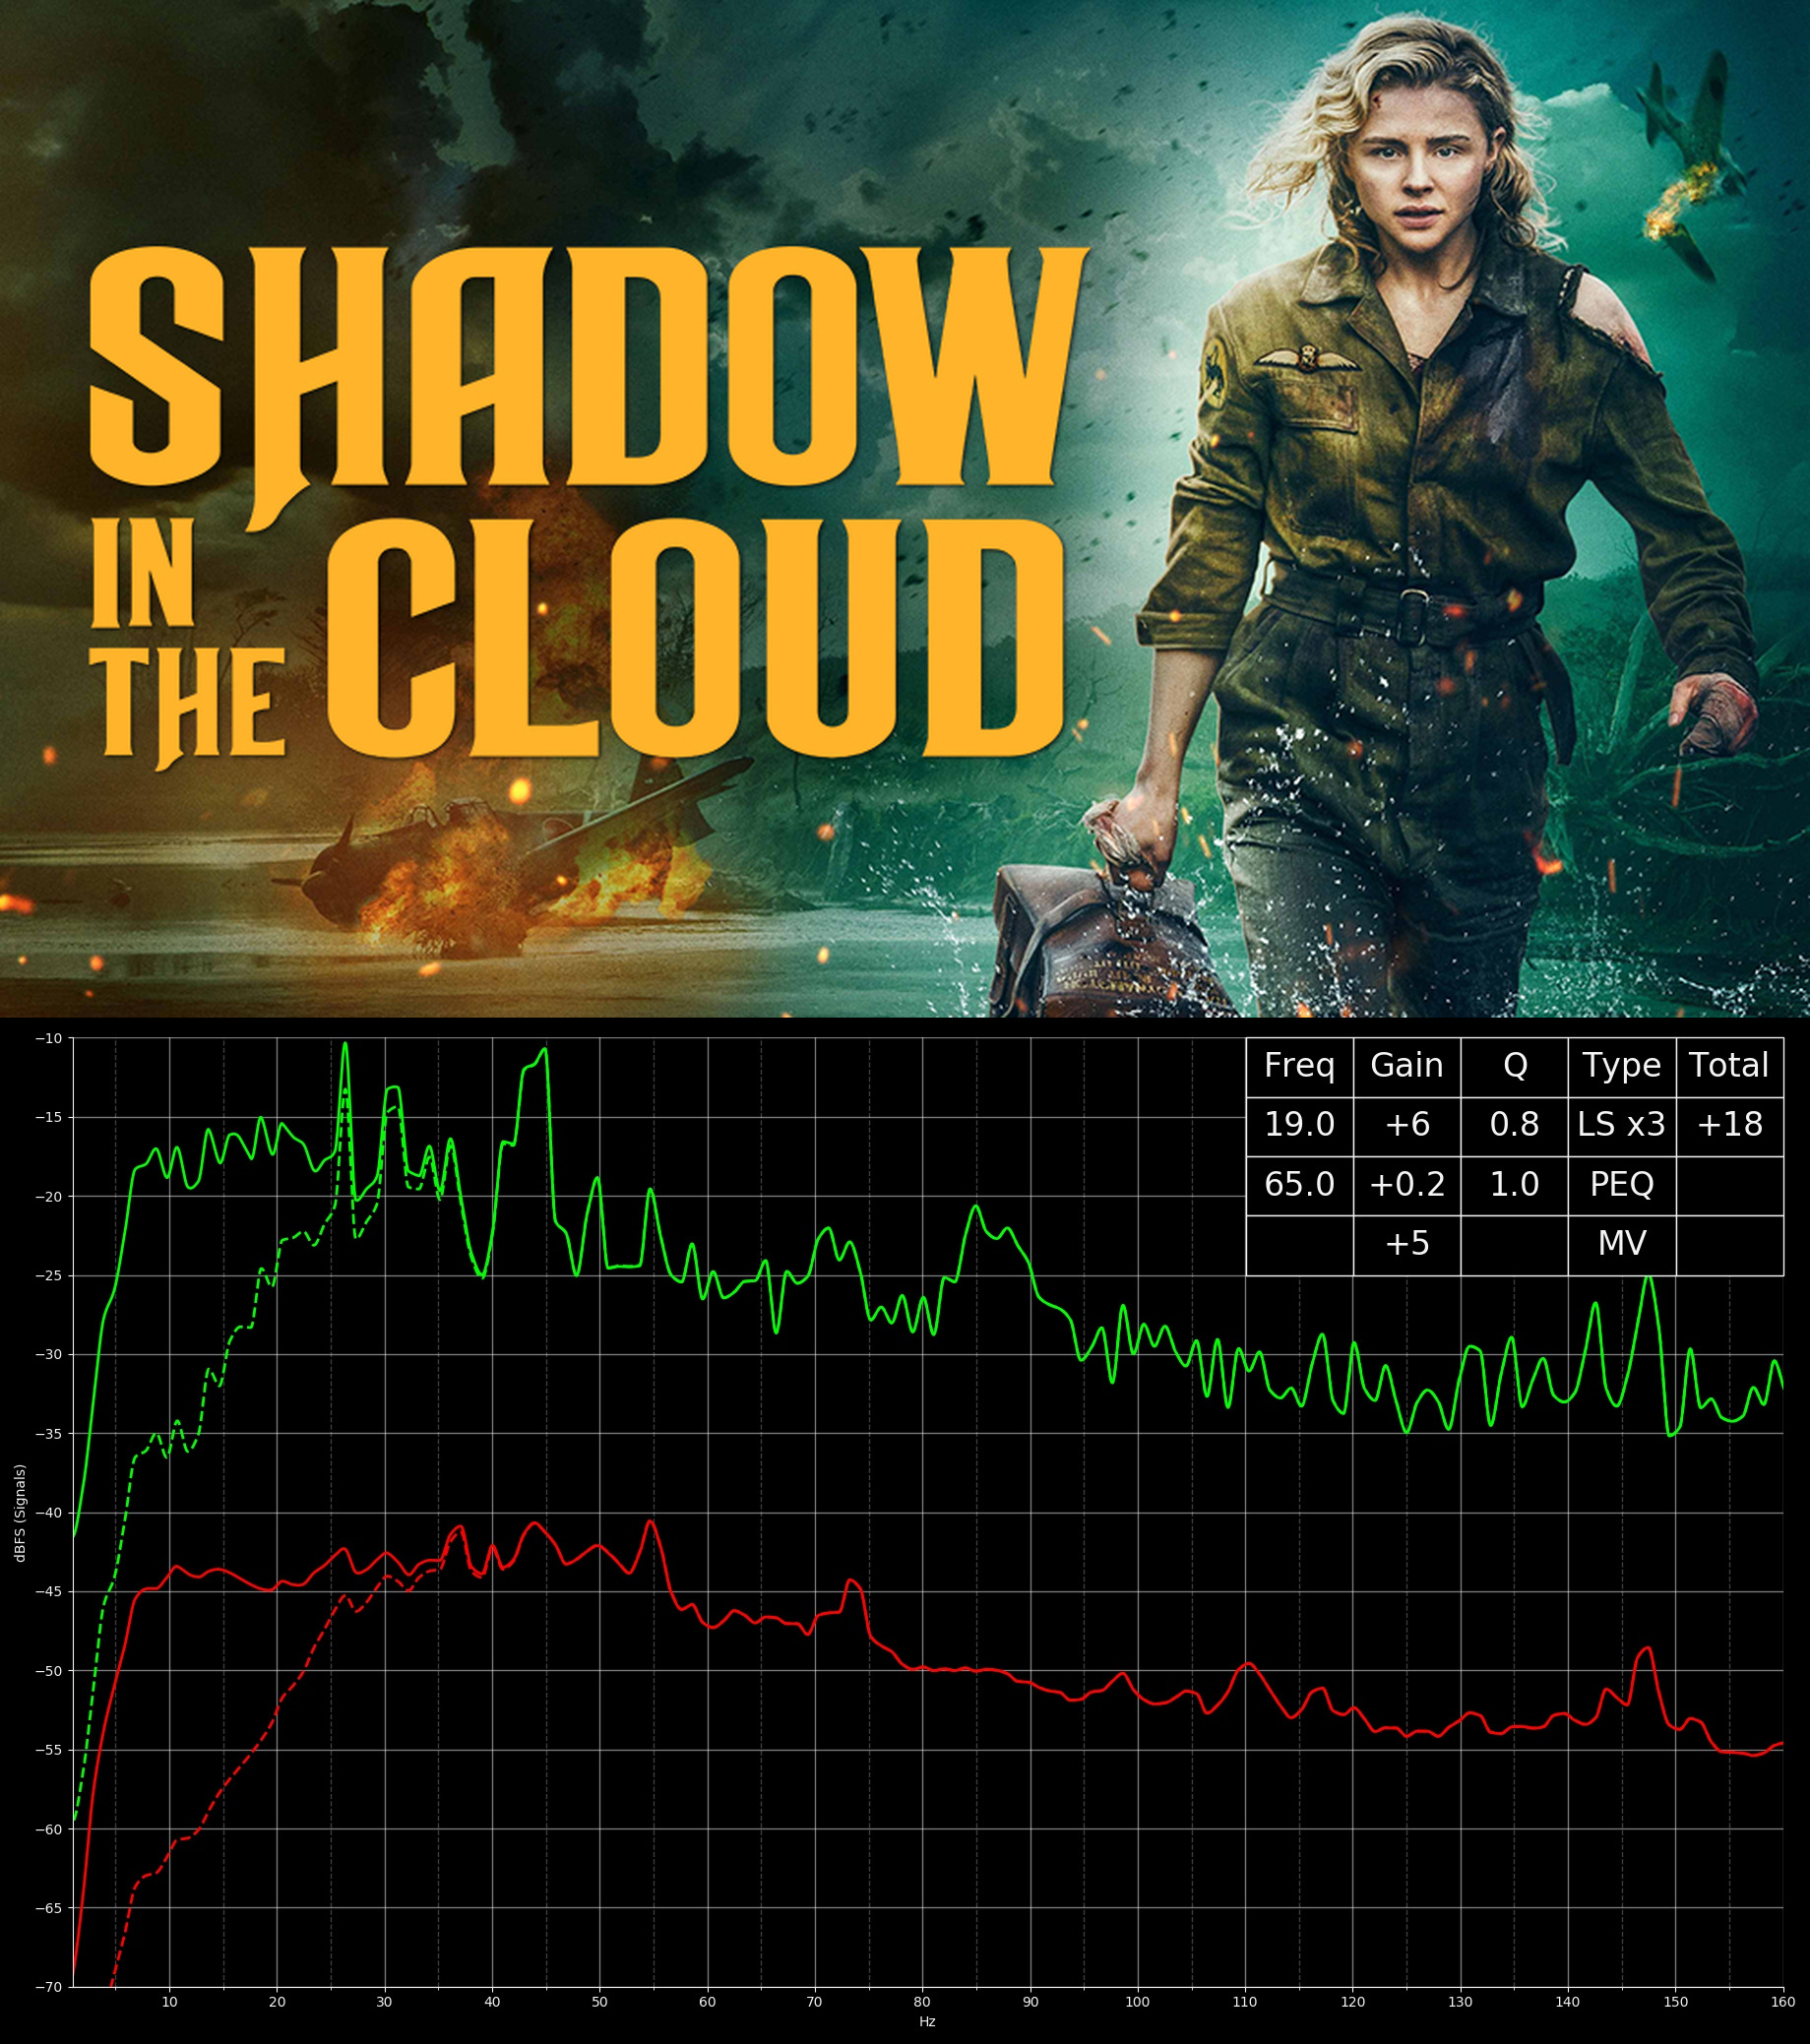 SHADOW
IN
THE CLOUD
Freq Gain Q Type Total
19.0 +6 0.8 LS x3 +18
65.0 +0.2 1.0 PEQ
+5 MV
−10
−15
−20
−25
−30
−35
−40
−45
−50
−55
−60
−65
−70
dBFS (Signals)
10 20 30 40 50 60 70 80 90 100 110 120 130 140 150 160
Hz